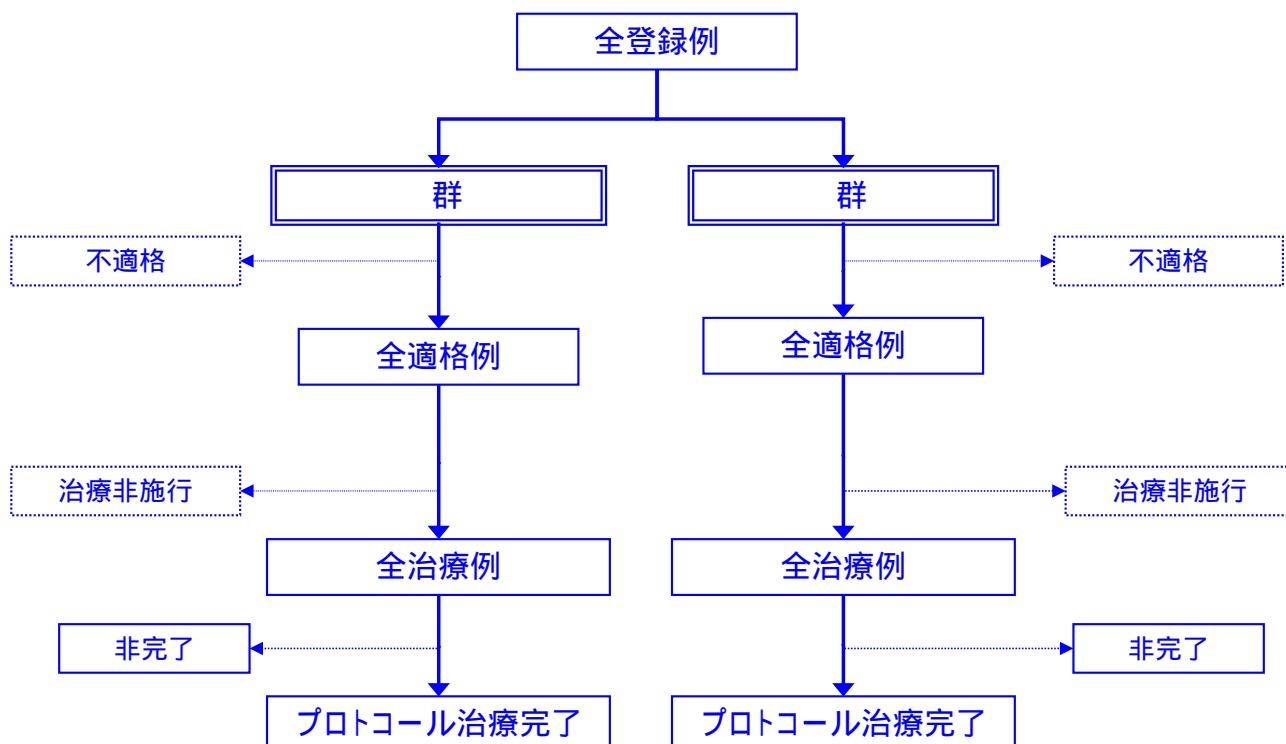 全登録例
群
群
不適格
不適格
全適格例
全適格例
治療非施行
治療非施行
全治療例
全治療例
非完了
非完了
プロトコール治療完了
プロトコール治療完了